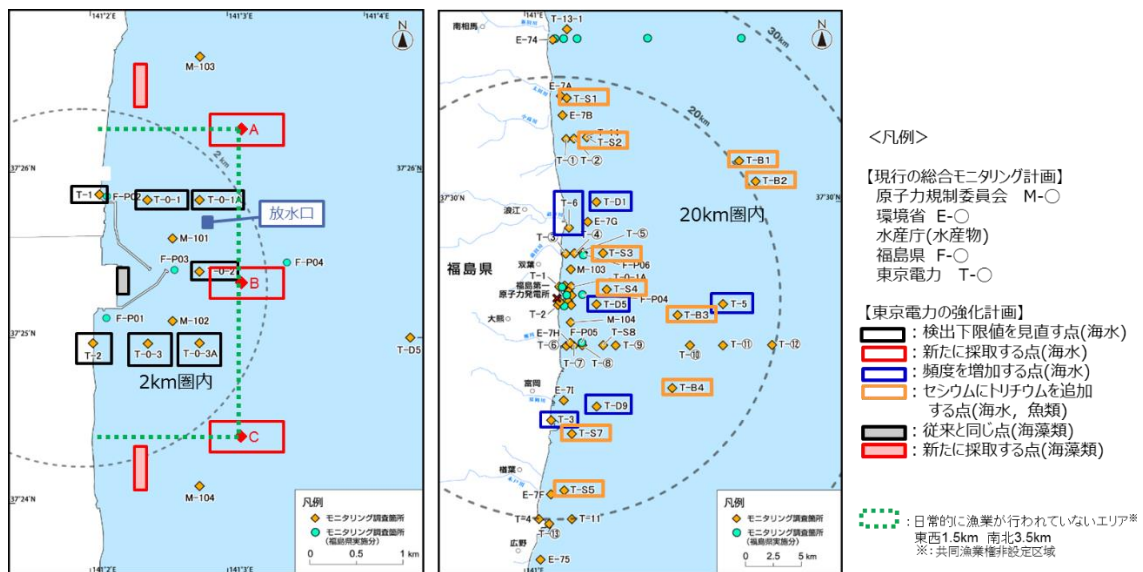 141°2'E
141°3'E
141°4'E
N
M-103
A
2 km
37°26'N
T-1
F-P02
T-0-1
T-0-1A
放水口
M-101
F-P03
F-P04
T-0-2
B
F-P01
M-102
T-2
T-0-3
T-0-3A
T-D5
2km圏内
C
M-104
37°24'N
凡例
モニタリング調査箇所
モニタリング調査箇所
(福島県実施分)
0 0.5 1 km
141°2'E
141°3'E
南相馬
T-13-1
E-74
30km
N
E-7A
T-S1
E-7B
20km
T-S2
T-①
T-②
T-B1
T-B2
37°26'N
37°30'N
浪江
T-6
T-D1
E-7G
20km圏内
T-③
T-④
T-⑤
双葉
T-S3
F-P06
福島県
M-103
T-1
T-0-1A
福島第一
原子力発電所
T-S4
F-P04
T-D5
T-5
T-2
大熊
T-B3
M-104
E-7H
F-P05
T-S8
T-⑥
T-⑦
T-⑧
T-⑨
T-⑩
T-⑪
T-⑫
富岡
E-7I
T-B4
T-D9
T-3
T-S7
楢葉
E-7F
T-S5
T-4
T-11
T-⑬
広野
E-75
37°24'N
凡例
モニタリング調査箇所
モニタリング調査箇所
(福島県実施分)
0 2.5 5 km
<凡例>
【現行の総合モニタリング計画】
原子力規制委員会 M-○
環境省 E-○
水産庁(水産物)
福島県 F-○
東京電力 T-○
【東京電力の強化計画】
:検出下限値を見直す点(海水)
:新たに採取する点(海水)
:頻度を増加する点(海水)
:セシウムにトリチウムを追加
する点(海水,魚類)
:従来と同じ点(海藻類)
:新たに採取する点(海藻類)
:日常的に漁業が行われていないエリア※
東西1.5km 南北3.5km
※:共同漁業権非設定区域